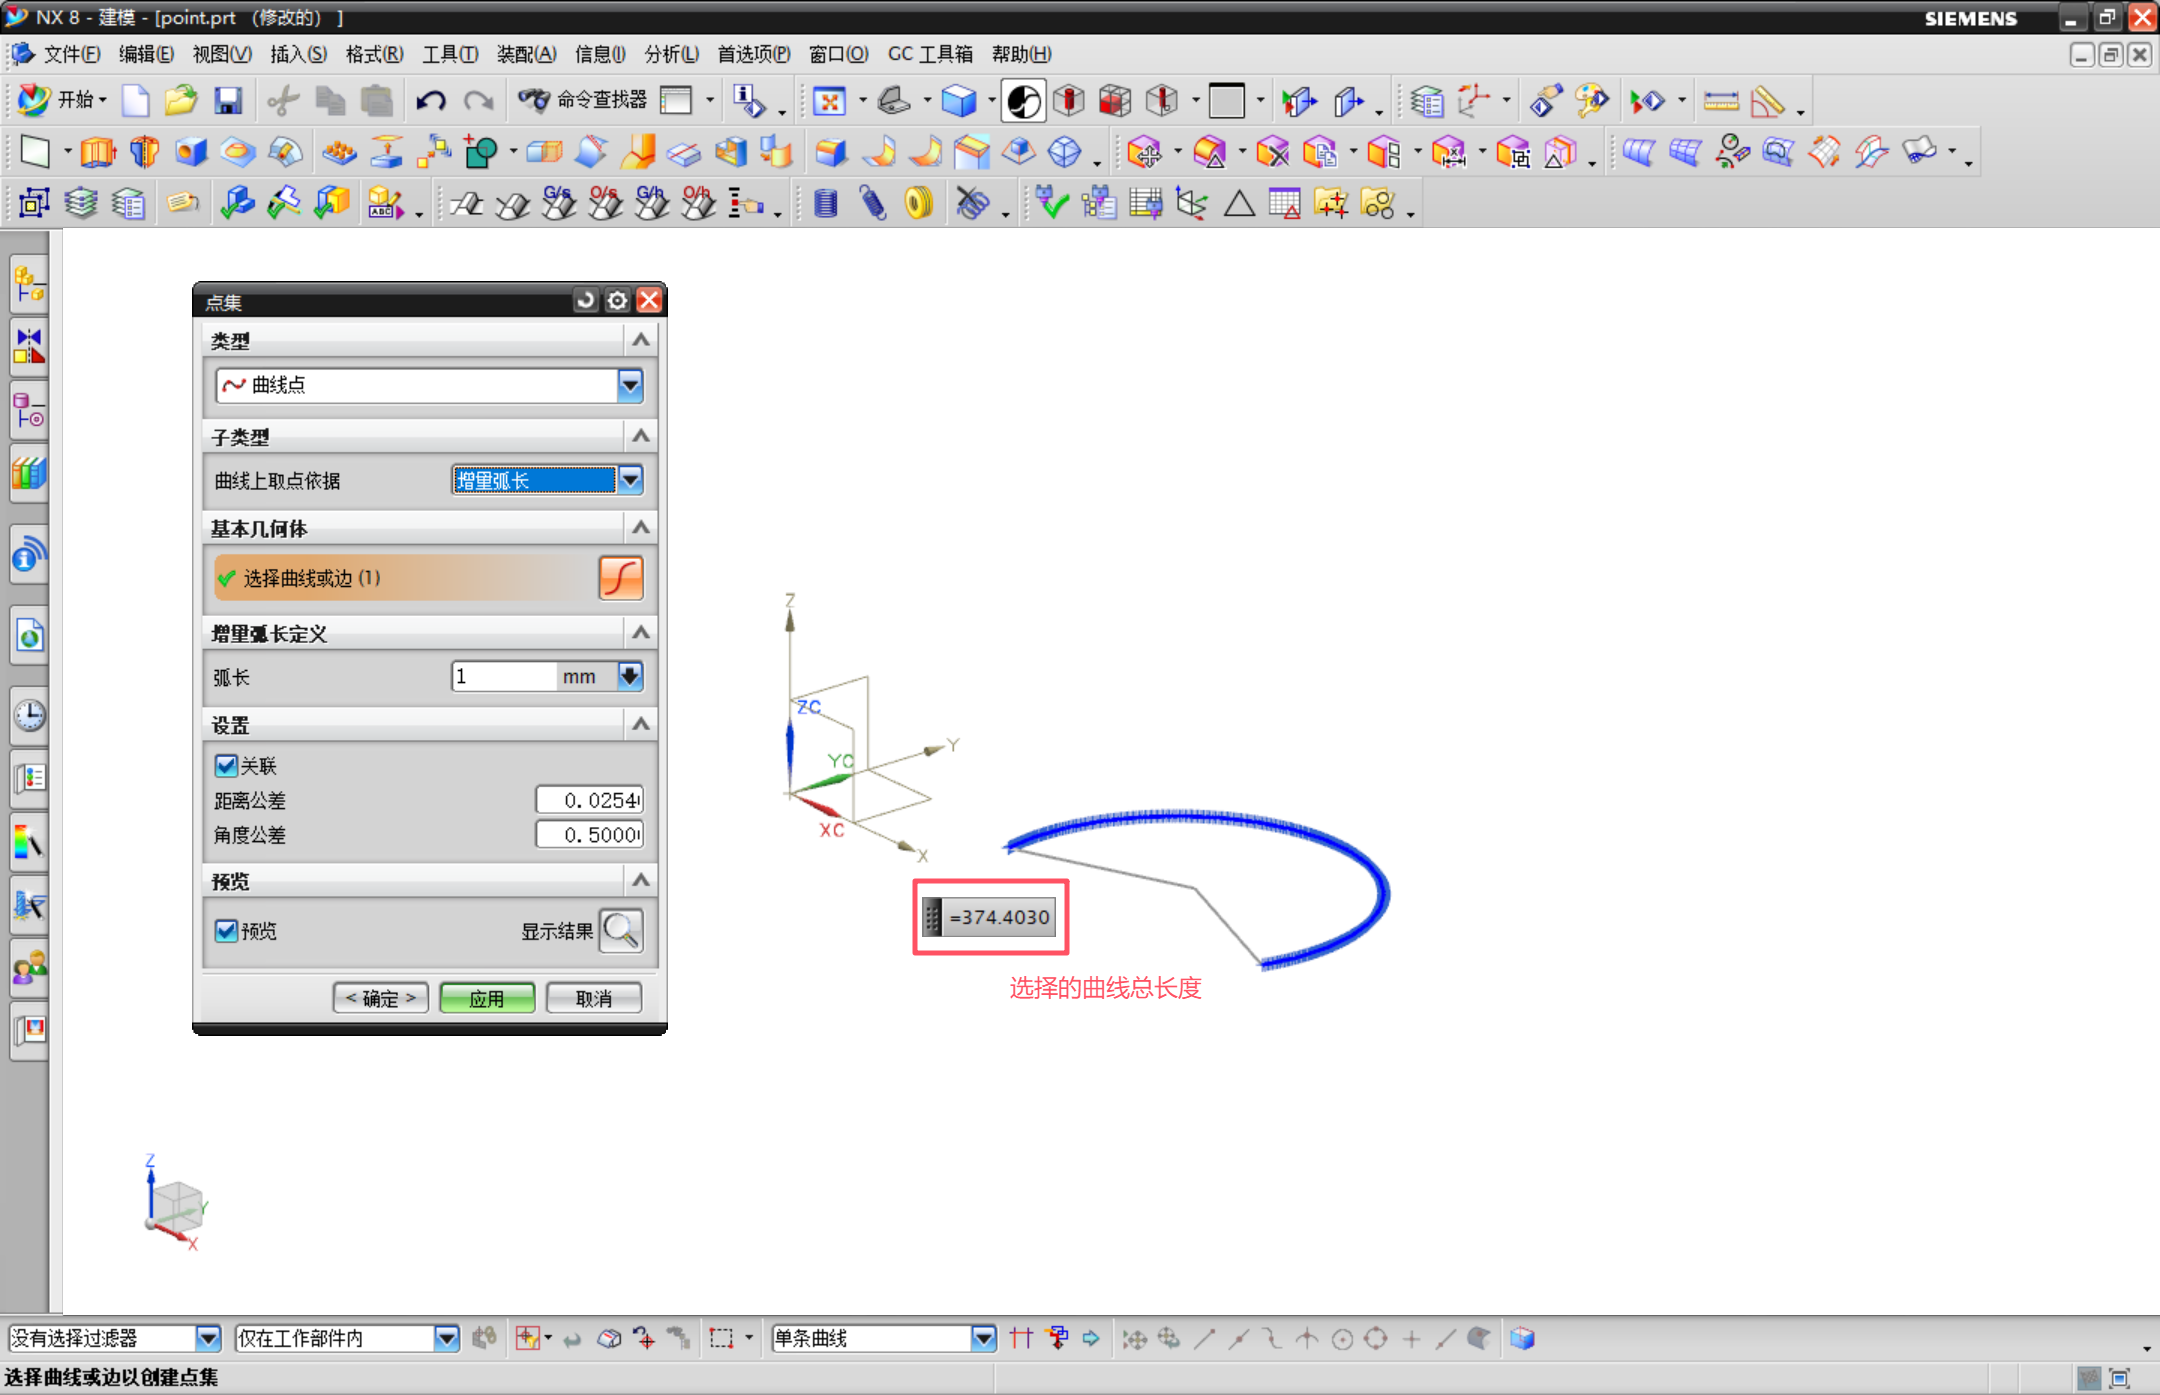 NX 8 - 建模 - [point.prt （修改的） ]
SIEMENS
文件(F) 编辑(E) 视图(V) 插入(S) 格式(R) 工具(T) 装配(A) 信息(I) 分析(L) 首选项(P) 窗口(O) GC 工具箱 帮助(H)
开始 命令查找器
G/s O/s G/h O/h
ABC
点集
类型
曲线点
子类型
曲线上取点依据 增量弧长
基本几何体
选择曲线或边 (1)
增量弧长定义
弧长 1 mm
设置
关联
距离公差 0.0254
角度公差 0.5000
预览
预览 显示结果
< 确定 > 应用 取消
Z
ZC
Y
YC
XC
X
=374.4030
选择的曲线总长度
Z
Y
X
没有选择过滤器 仅在工作部件内 单条曲线
选择曲线或边以创建点集